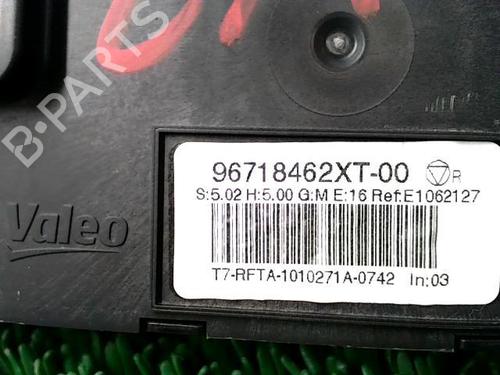 B-PARTS
96718462XT-00 R
S:5.02 H:5.00 G:M E:16 Ref:E1062127
Valeo
T7-RFTA-1010271A-0742 In:03